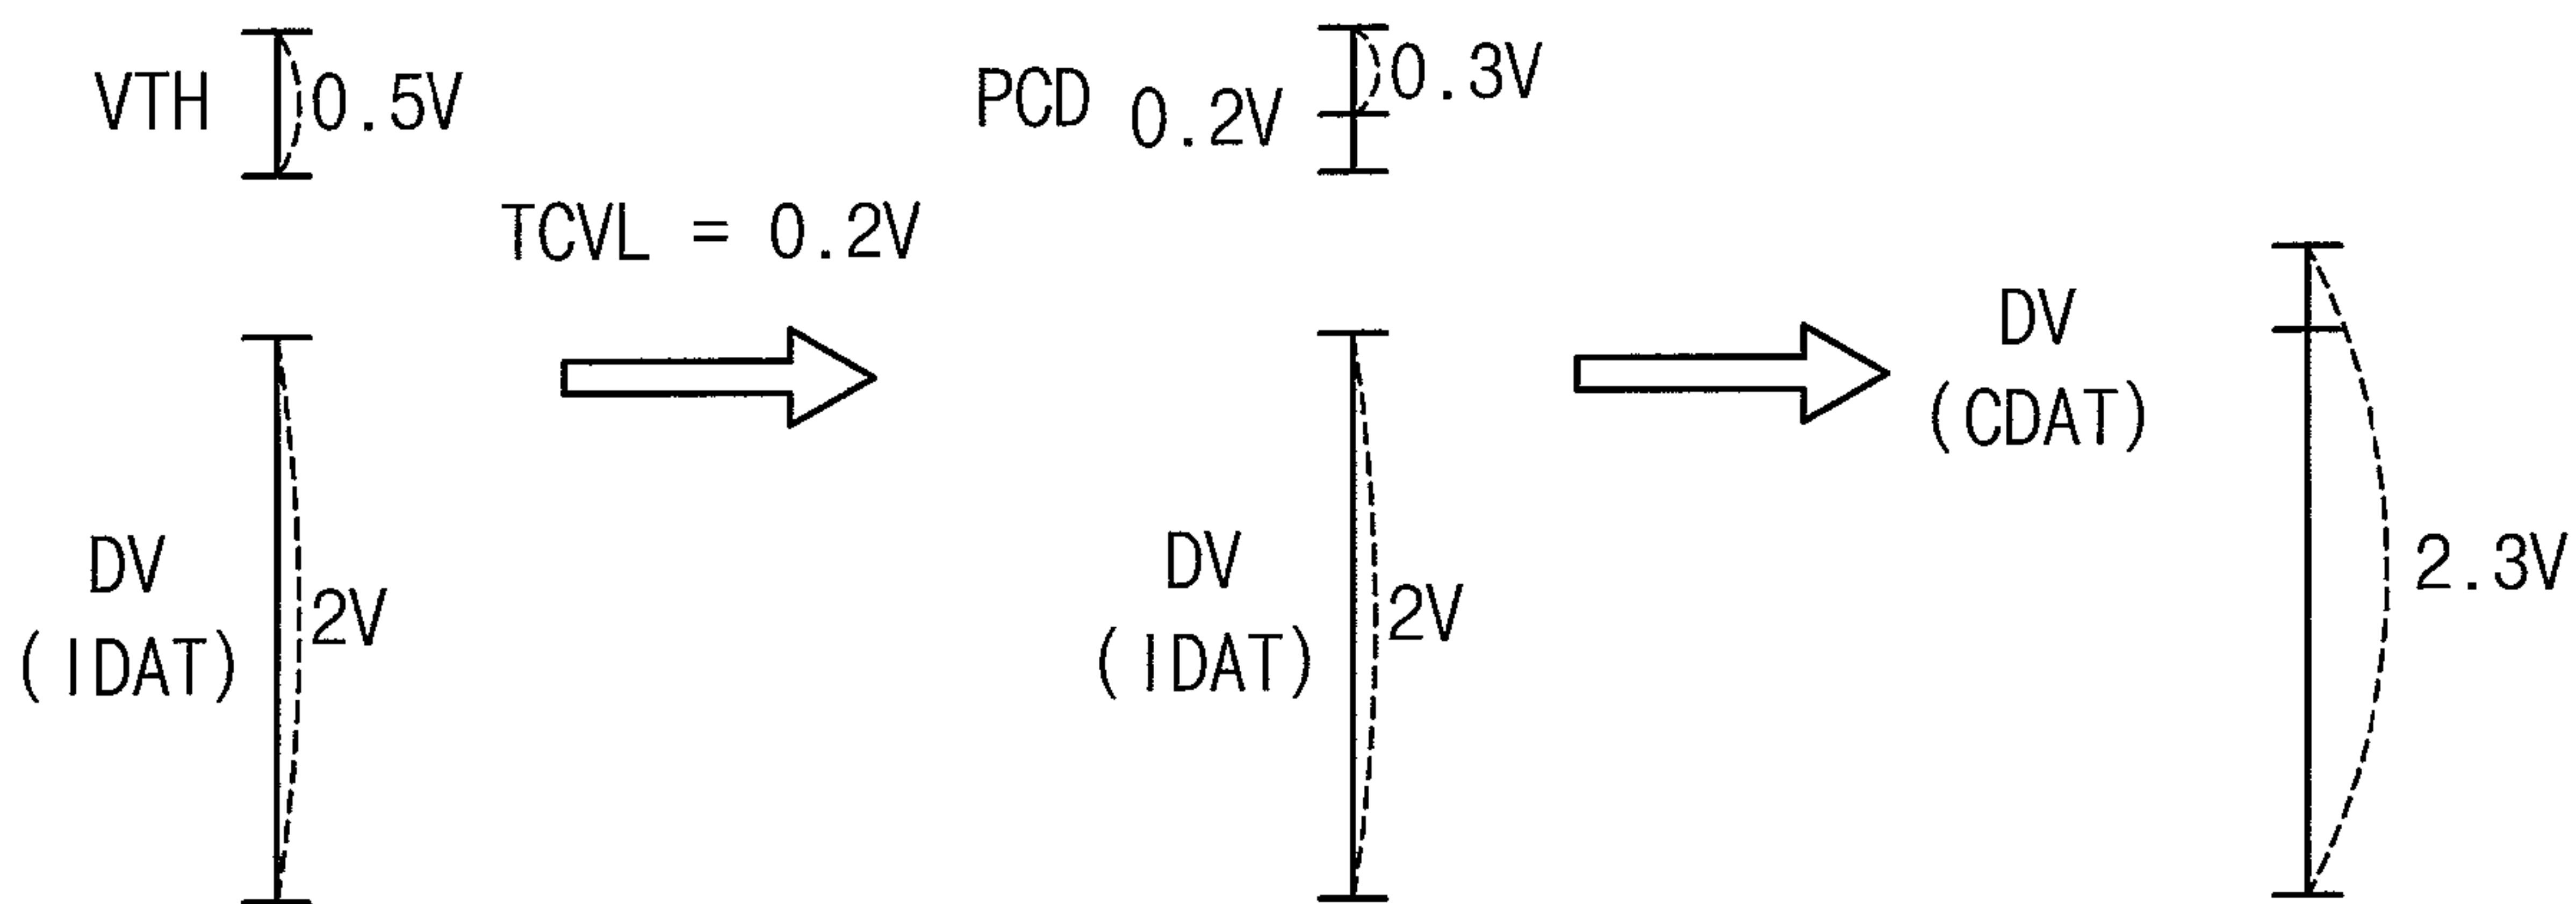 VTH 0.5V
TCVL = 0.2V
DV
(IDAT)
2V
PCD 0.2V 0.3V
DV
(IDAT)
2V
DV
(CDAT)
2.3V